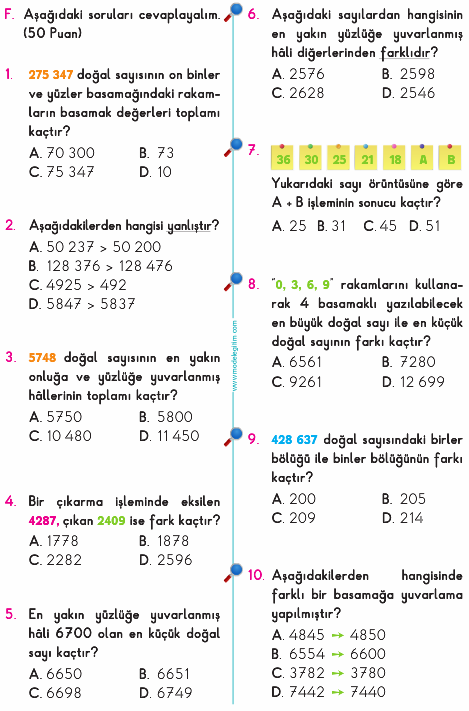 F. Aşağıdaki soruları cevaplayalım.
(50 Puan)
1. 275 347 doğal sayısının on binler
ve yüzler basamağındaki rakam-
ların basamak değerleri toplamı
kaçtır?
A. 70 300 B. 73
C. 75 347 D. 10
2. Aşağıdakilerden hangisi yanlıştır?
A. 50 237 > 50 200
B. 128 376 > 128 476
C. 4925 > 492
D. 5847 > 5837
3. 5748 doğal sayısının en yakın
onluğa ve yüzlüğe yuvarlanmış
hâllerinin toplamı kaçtır?
A. 5750 B. 5800
C. 10 480 D. 11 450
4. Bir çıkarma işleminde eksilen
4287, çıkan 2409 ise fark kaçtır?
A. 1778 B. 1878
C. 2282 D. 2596
5. En yakın yüzlüğe yuvarlanmış
hâli 6700 olan en küçük doğal
sayı kaçtır?
A. 6650 B. 6651
C. 6698 D. 6749
www.modelegitim.com
6. Aşağıdaki sayılardan hangisinin
en yakın yüzlüğe yuvarlanmış
hâli diğerlerinden farklıdır?
A. 2576 B. 2598
C. 2628 D. 2546
7. 36 30 25 21 18 A B
Yukarıdaki sayı örüntüsüne göre
A + B işleminin sonucu kaçtır?
A. 25 B. 31 C. 45 D. 51
8. "0, 3, 6, 9" rakamlarını kullana-
rak 4 basamaklı yazılabilecek
en büyük doğal sayı ile en küçük
doğal sayının farkı kaçtır?
A. 6561 B. 7280
C. 9261 D. 12 699
9. 428 637 doğal sayısındaki birler
bölüğü ile binler bölüğünün farkı
kaçtır?
A. 200 B. 205
C. 209 D. 214
10. Aşağıdakilerden hangisinde
farklı bir basamağa yuvarlama
yapılmıştır?
A. 4845 → 4850
B. 6554 → 6600
C. 3782 → 3780
D. 7442 → 7440